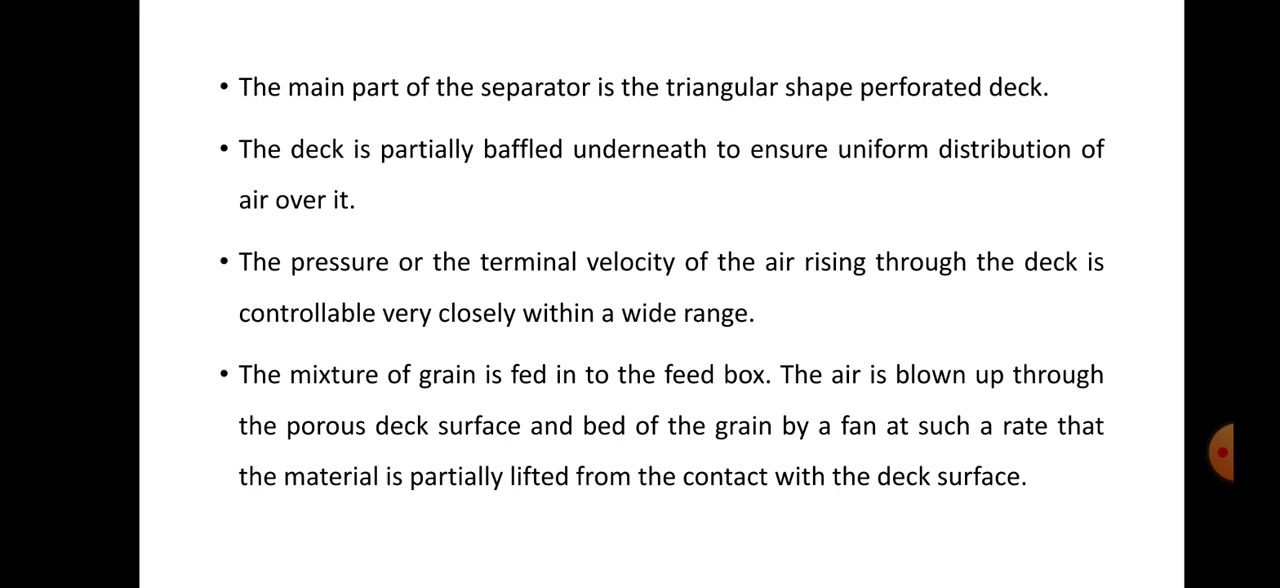 • The main part of the separator is the triangular shape perforated deck.
• The deck is partially baffled underneath to ensure uniform distribution of
air over it.
• The pressure or the terminal velocity of the air rising through the deck is
controllable very closely within a wide range.
• The mixture of grain is fed in to the feed box. The air is blown up through
the porous deck surface and bed of the grain by a fan at such a rate that
the material is partially lifted from the contact with the deck surface.